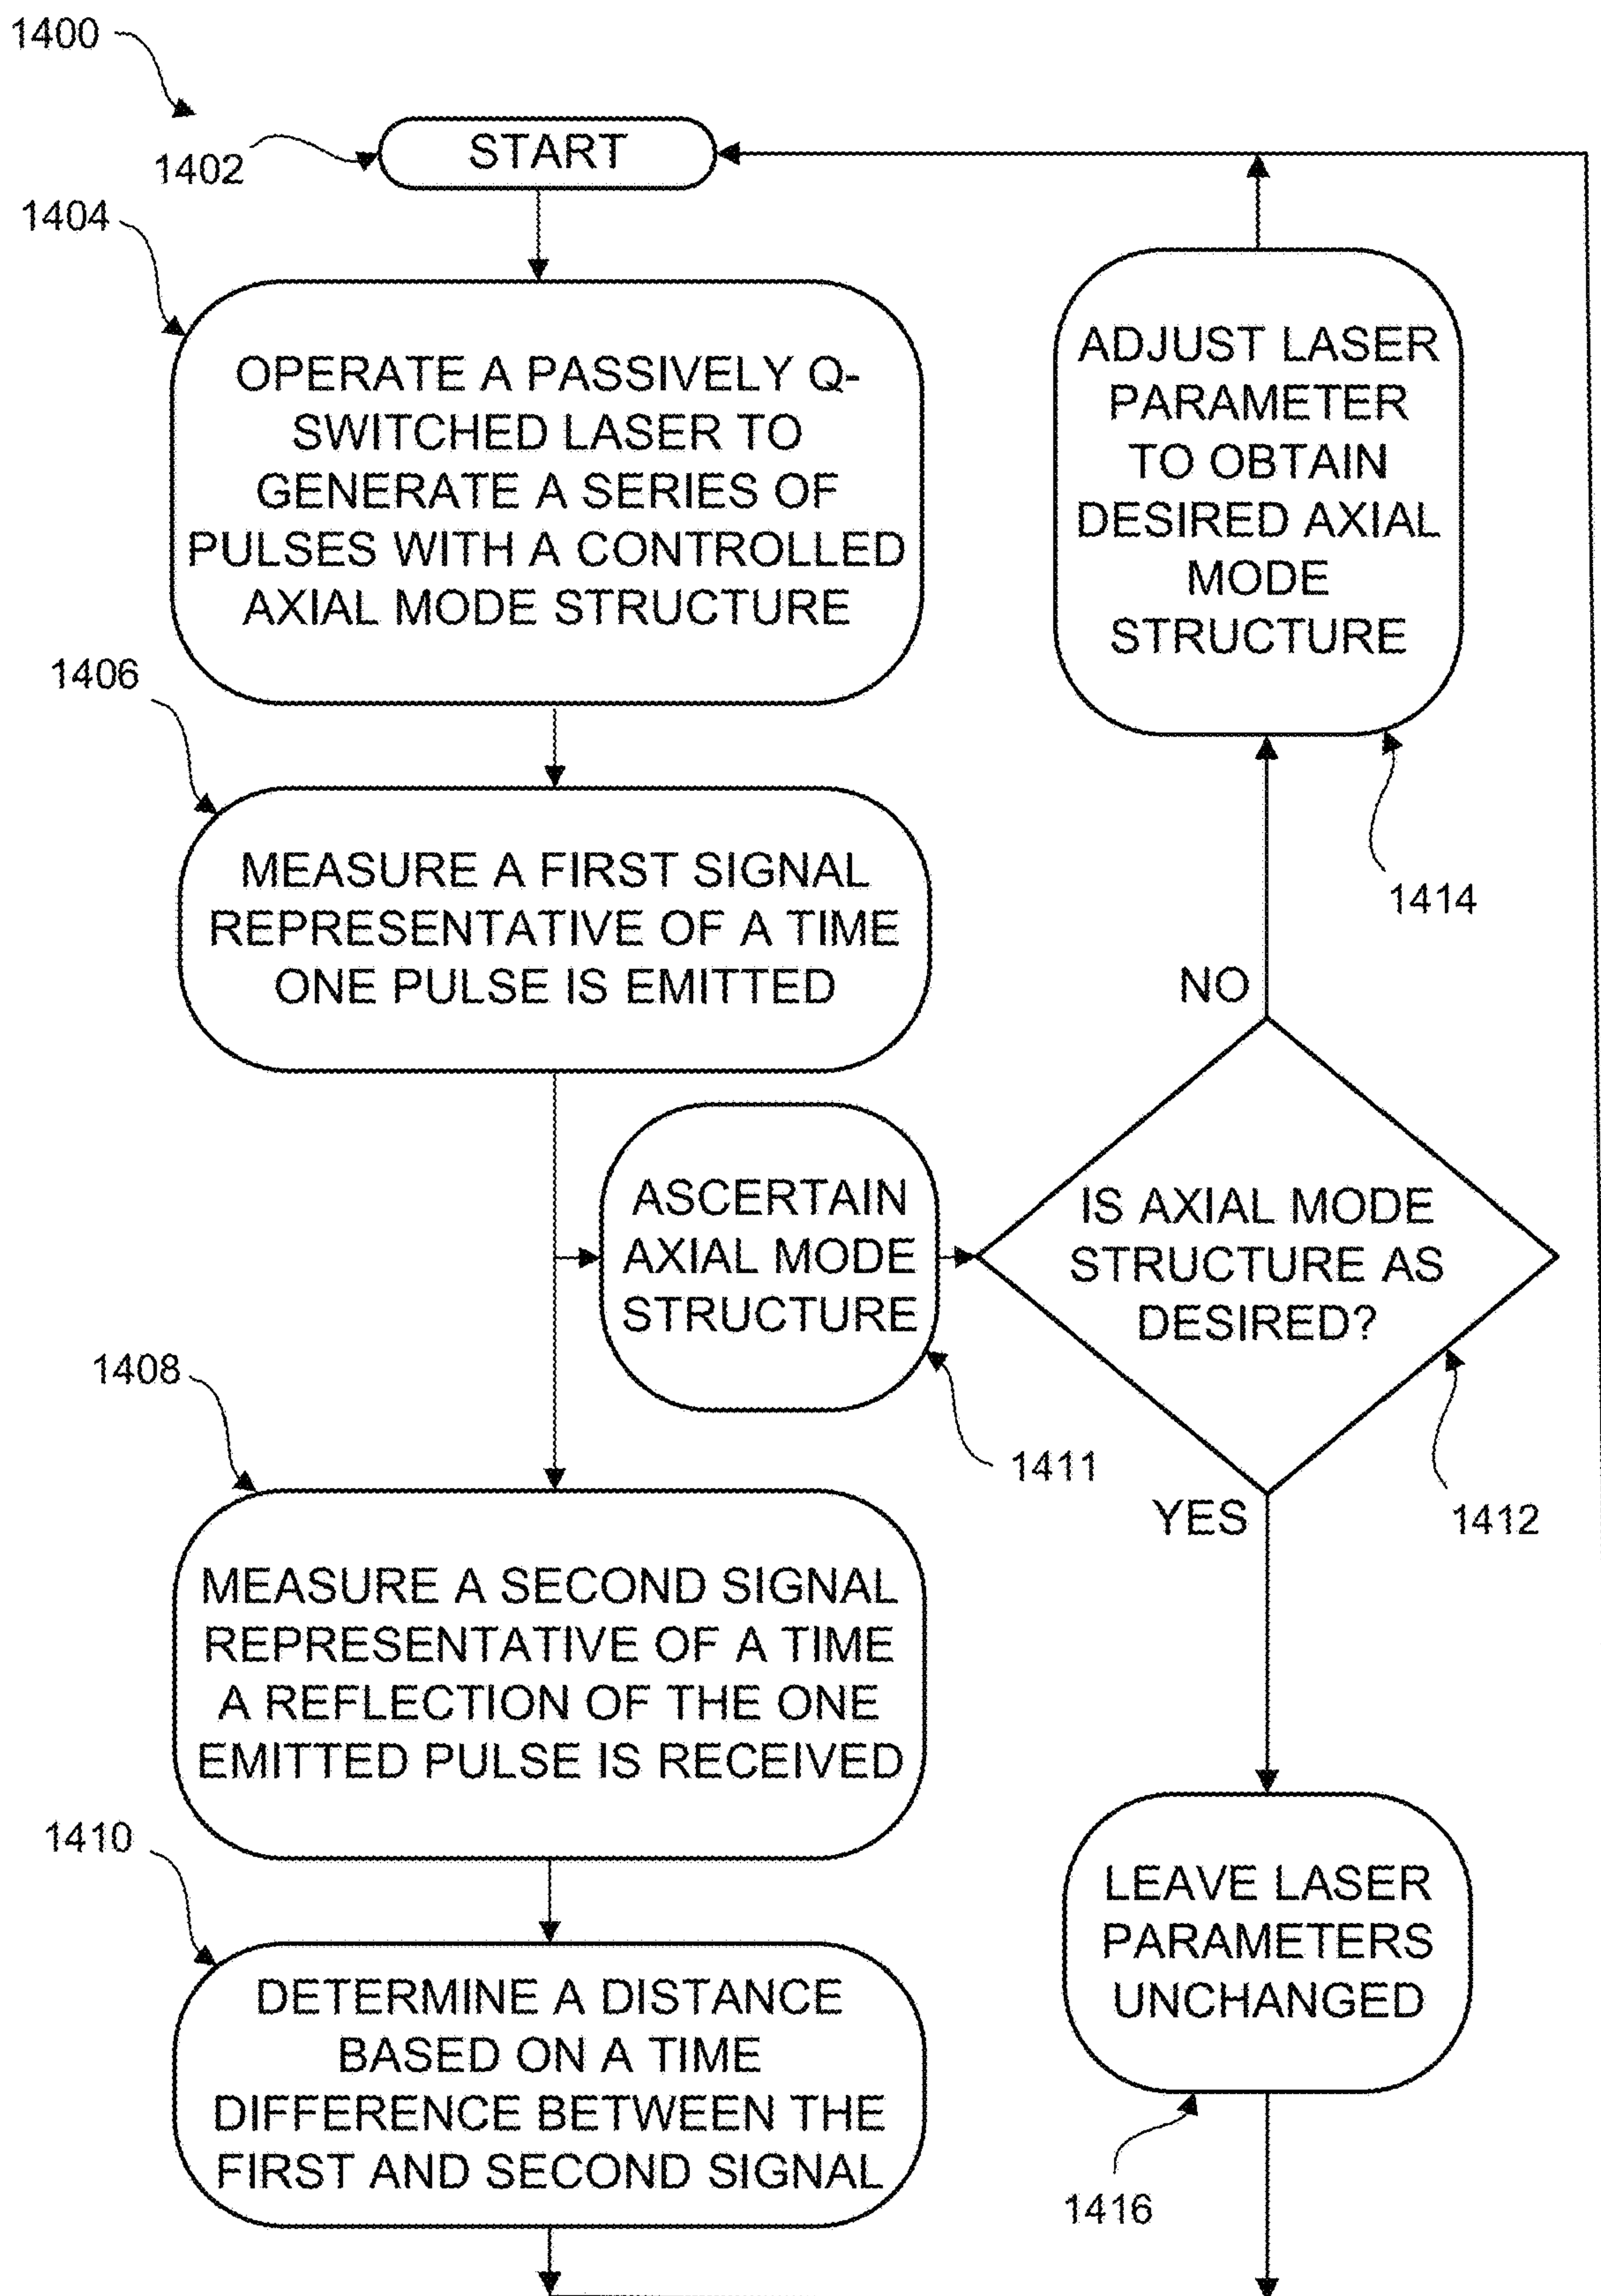 1400
START
1402
1404
OPERATE A PASSIVELY Q-
SWITCHED LASER TO
GENERATE A SERIES OF
PULSES WITH A CONTROLLED
AXIAL MODE STRUCTURE
ADJUST LASER
PARAMETER
TO OBTAIN
DESIRED AXIAL
MODE
STRUCTURE
1414
1406
MEASURE A FIRST SIGNAL
REPRESENTATIVE OF A TIME
ONE PULSE IS EMITTED
NO
ASCERTAIN
AXIAL MODE
STRUCTURE
1411
IS AXIAL MODE
STRUCTURE AS
DESIRED?
1412
YES
1408
MEASURE A SECOND SIGNAL
REPRESENTATIVE OF A TIME
A REFLECTION OF THE ONE
EMITTED PULSE IS RECEIVED
1410
DETERMINE A DISTANCE
BASED ON A TIME
DIFFERENCE BETWEEN THE
FIRST AND SECOND SIGNAL
LEAVE LASER
PARAMETERS
UNCHANGED
1416